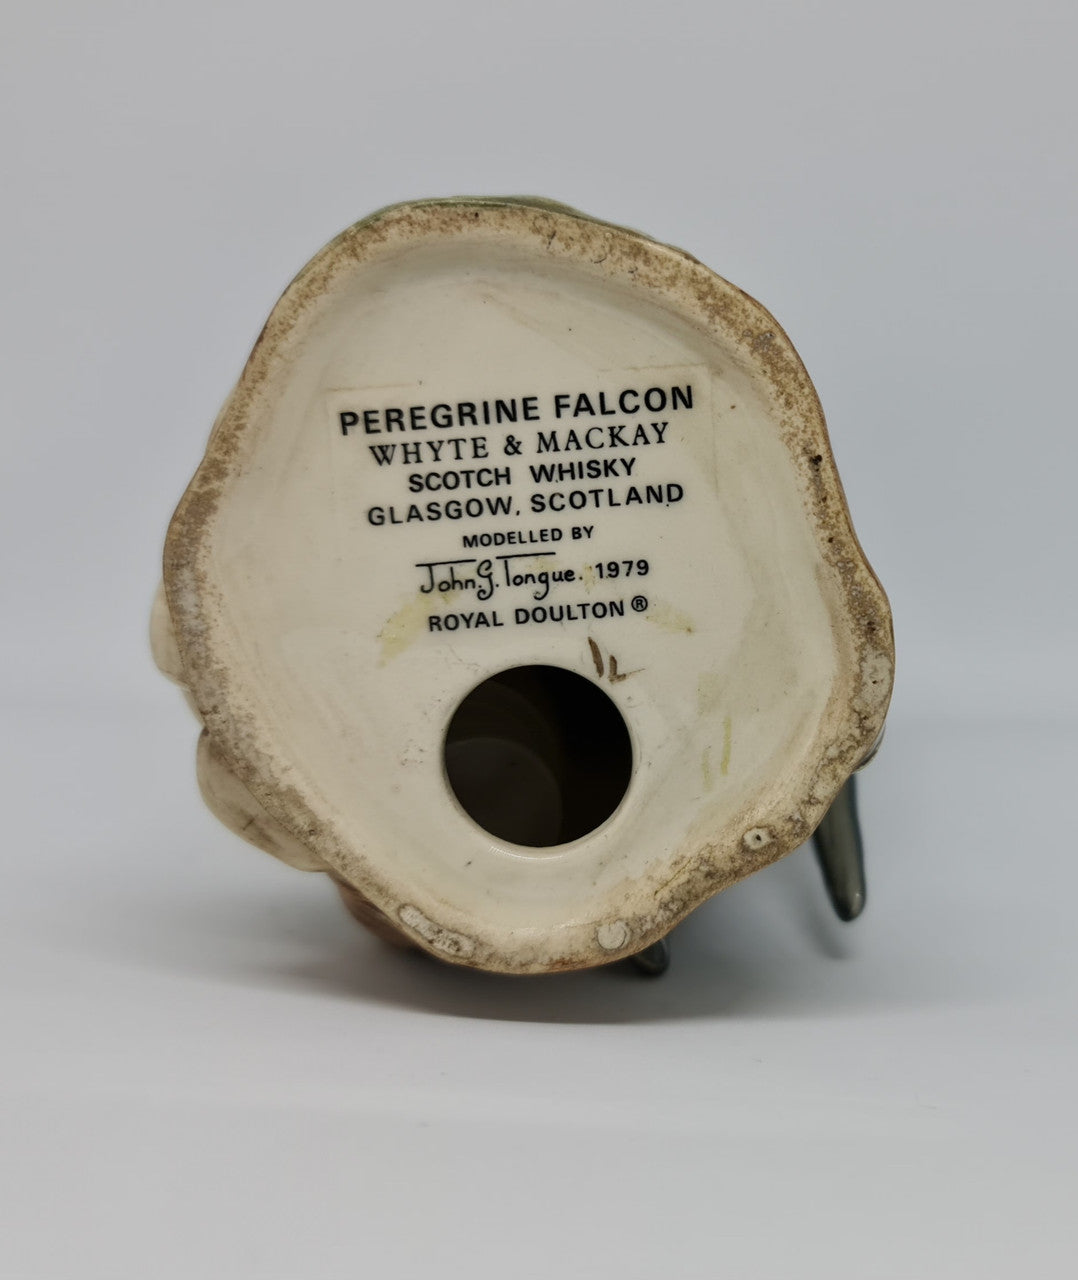 PEREGRINE FALCON
WHYTE & MACKAY
SCOTCH WHISKY
GLASGOW, SCOTLAND
MODELLED BY
John.G.Tongue. 1979
ROYAL DOULTON ®